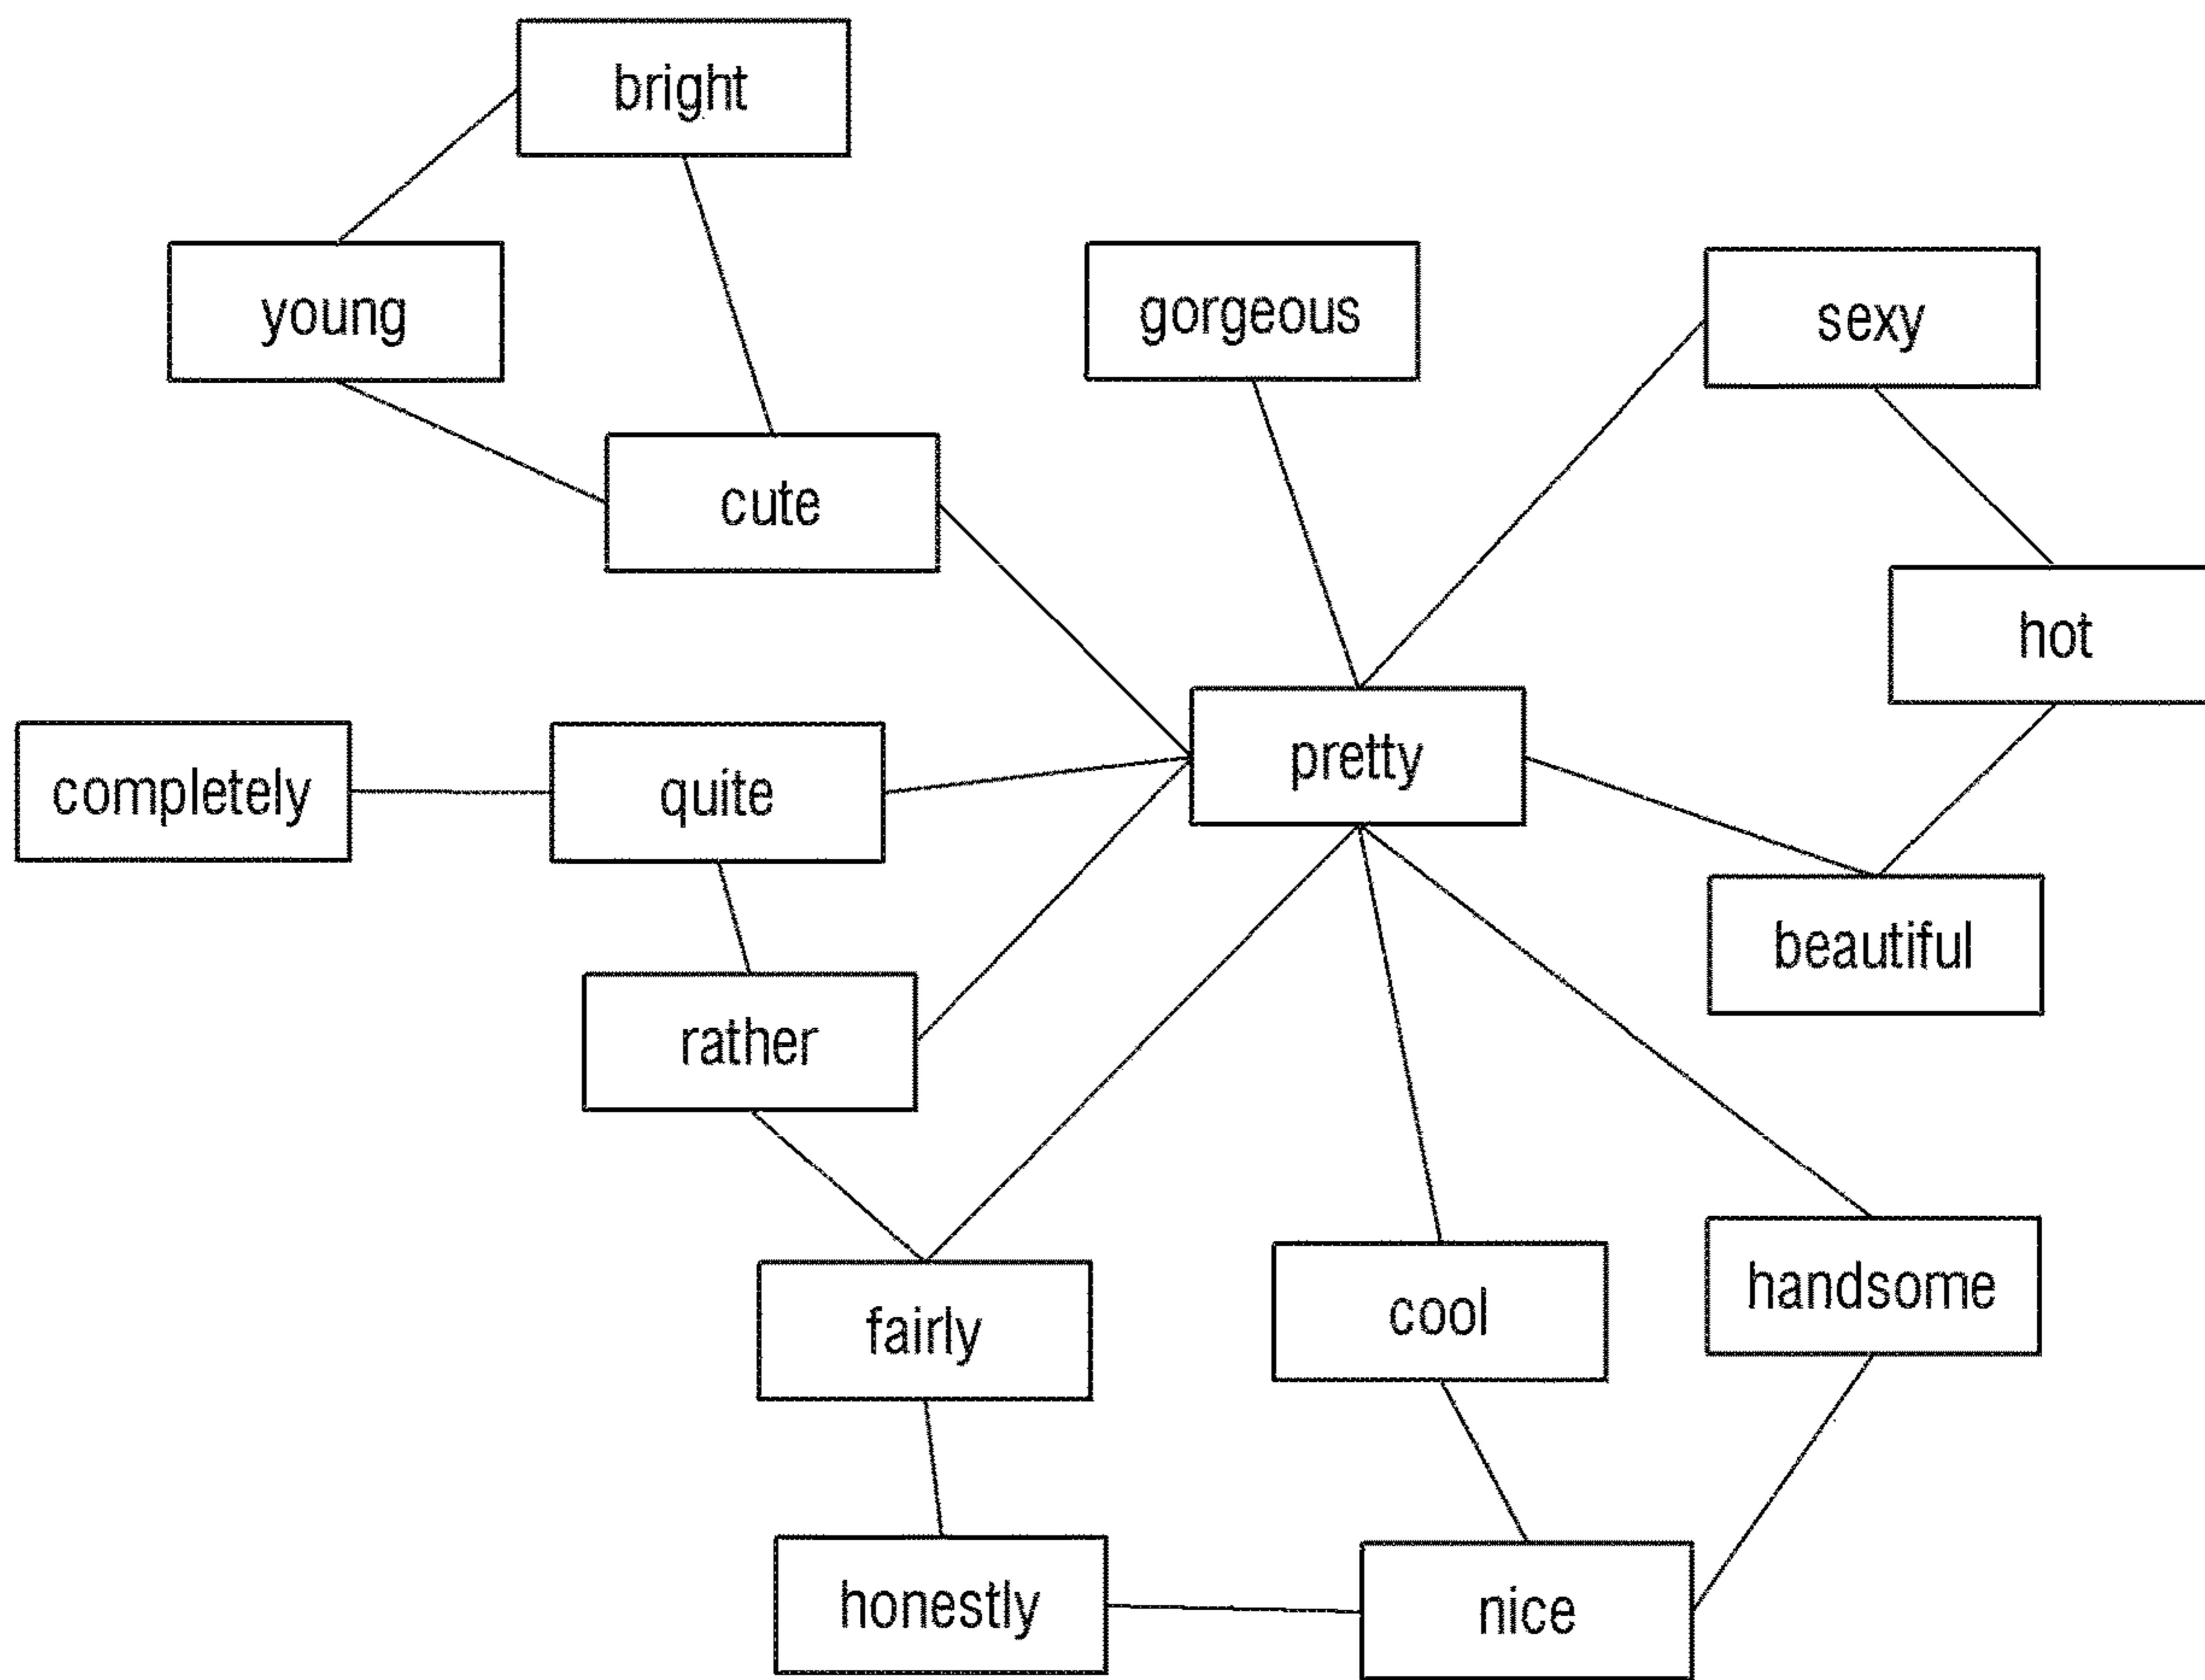 bright
young
gorgeous
sexy
cute
hot
pretty
completely
quite
beautiful
rather
handsome
cool
fairly
honestly
nice